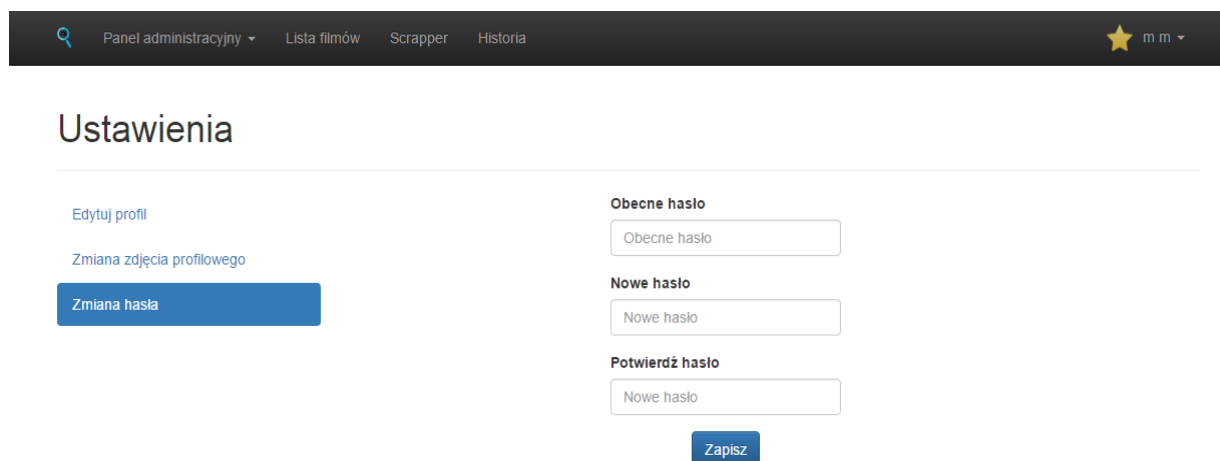 Panel administracyjny Lista filmów Scrapper Historia m m
Ustawienia
Edytuj profil
Zmiana zdjęcia profilowego
Zmiana hasła
Obecne hasło
Obecne hasło
Nowe hasło
Nowe hasło
Potwierdź hasło
Nowe hasło
Zapisz